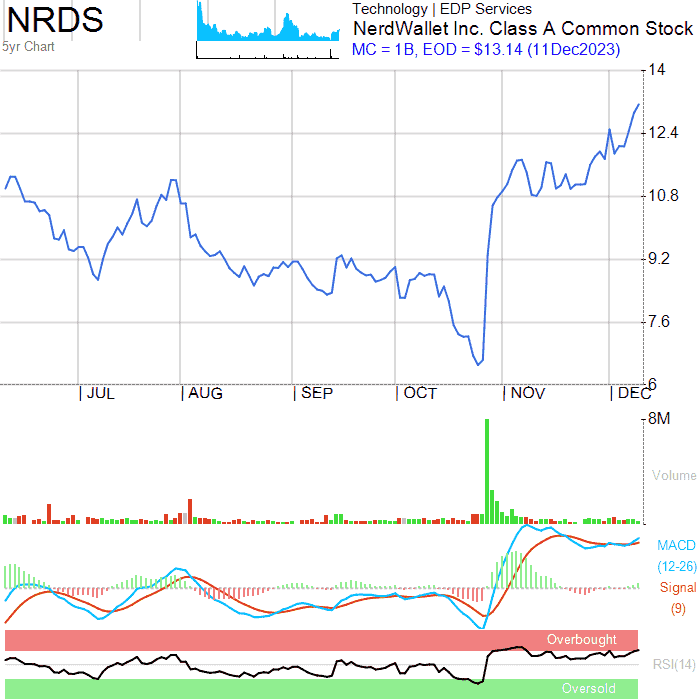 NRDS
5yr Chart
Technology | EDP Services
NerdWallet Inc. Class A Common Stock
MC = 1B, EOD = $13.14 (11Dec2023)
14
12.4
10.8
9.2
7.6
6
| JUL | AUG | SEP | OCT | NOV | DEC
8M
Volume
MACD
(12-26)
Signal
(9)
Overbought
RSI(14)
Oversold